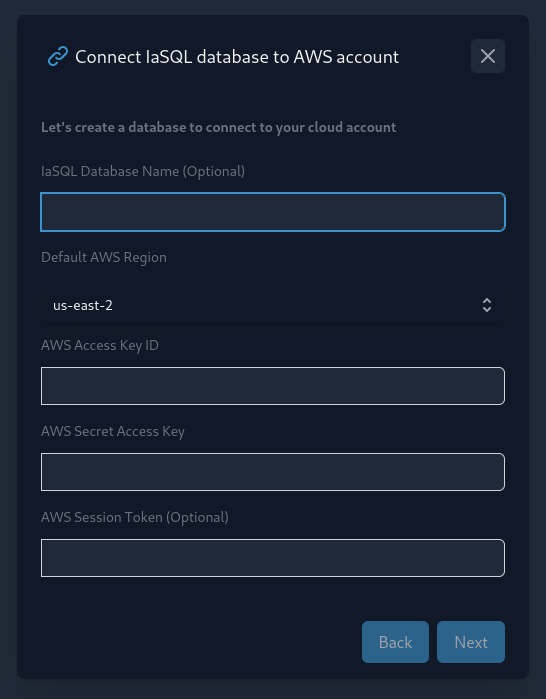 Connect IaSQL database to AWS account
Let's create a database to connect to your cloud account
IaSQL Database Name (Optional)
Default AWS Region
us-east-2
AWS Access Key ID
AWS Secret Access Key
AWS Session Token (Optional)
Back Next